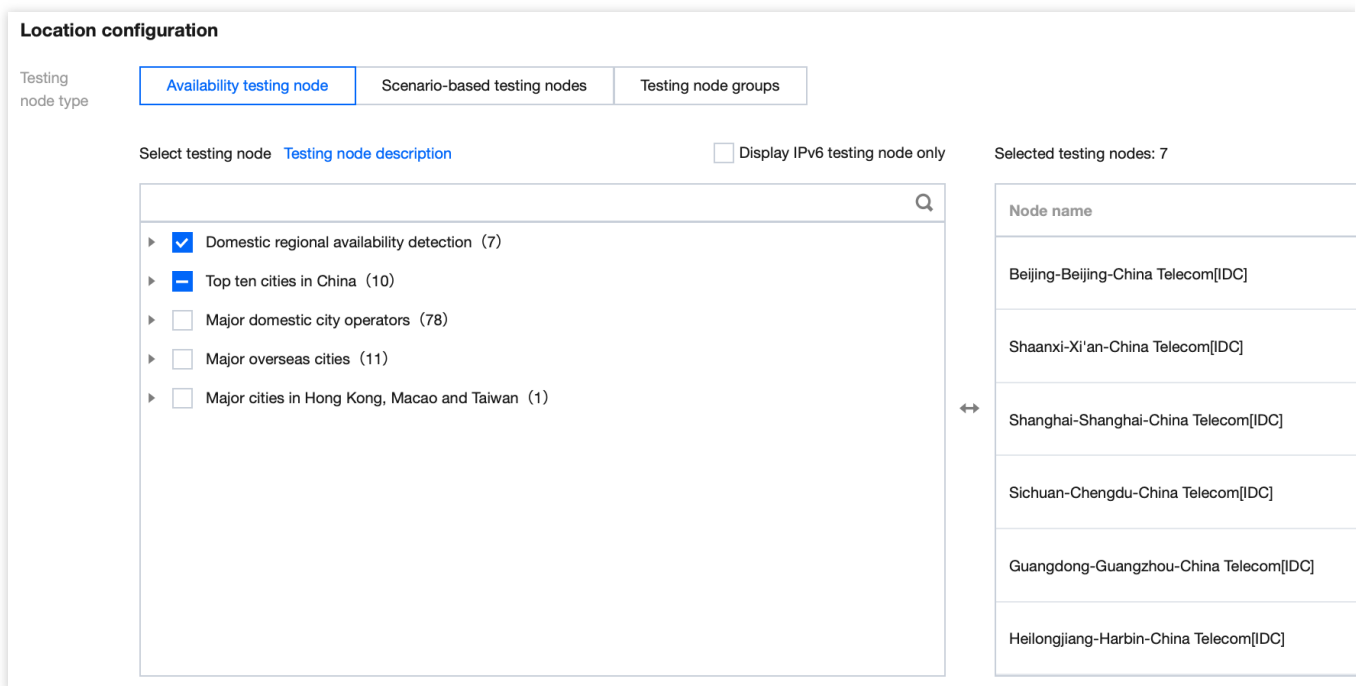 Location configuration
Testing
node type
Availability testing node
Scenario-based testing nodes
Testing node groups
Select testing node
Testing node description
Display IPv6 testing node only
Selected testing nodes: 7
Domestic regional availability detection（7）
Top ten cities in China（10）
Major domestic city operators（78）
Major overseas cities（11）
Major cities in Hong Kong, Macao and Taiwan（1）
Node name
Beijing-Beijing-China Telecom[IDC]
Shaanxi-Xi'an-China Telecom[IDC]
Shanghai-Shanghai-China Telecom[IDC]
Sichuan-Chengdu-China Telecom[IDC]
Guangdong-Guangzhou-China Telecom[IDC]
Heilongjiang-Harbin-China Telecom[IDC]